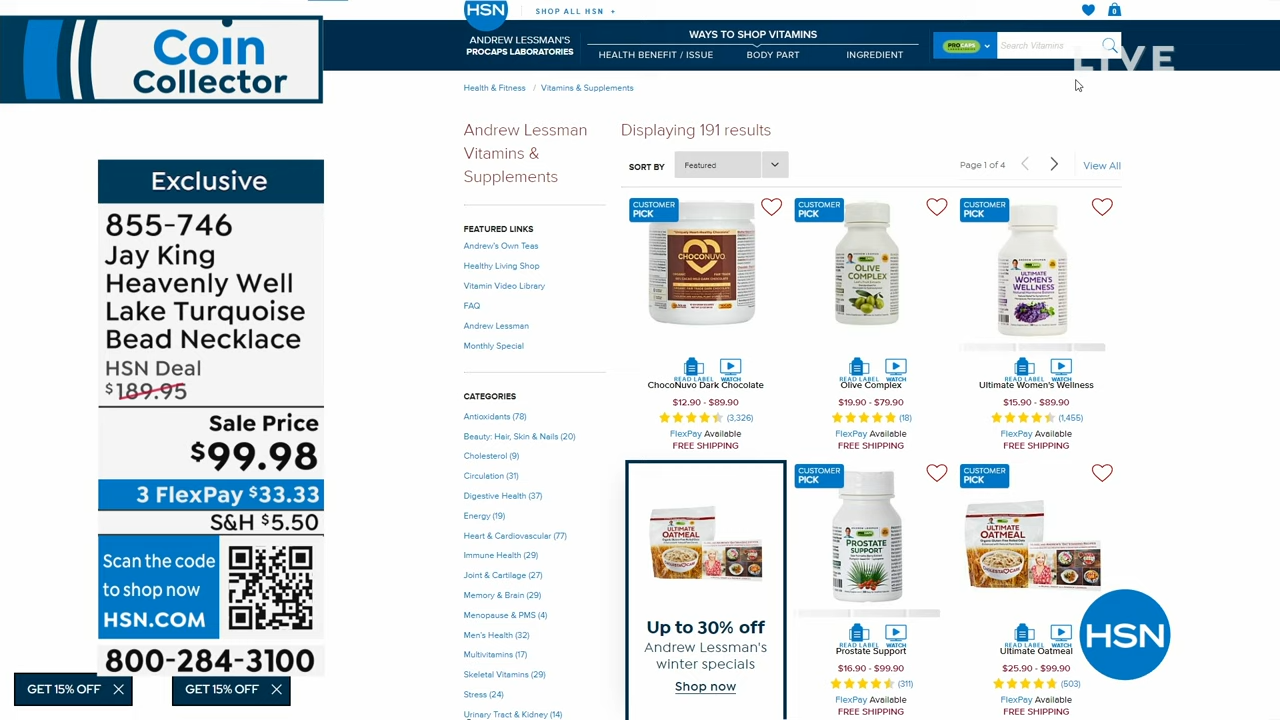 Coin
Collector
Exclusive
855-746
Jay King
Heavenly Well
Lake Turquoise
Bead Necklace
HSN Deal
$189.95
Sale Price
$99.98
3 FlexPay $33.33
S&H $5.50
Scan the code
to shop now
HSN.COM
800-284-3100
GET 15% OFF
GET 15% OFF
HSN
SHOP ALL HSN +
0
ANDREW LESSMAN'S
PROCAPS LABORATORIES
WAYS TO SHOP VITAMINS
HEALTH BENEFIT / ISSUE
BODY PART
INGREDIENT
PROCAPS
Search Vitamins
LIVE
Health & Fitness / Vitamins & Supplements
Andrew Lessman
Vitamins &
Supplements
FEATURED LINKS
Andrew's Own Teas
Healthy Living Shop
Vitamin Video Library
FAQ
Andrew Lessman
Monthly Special
CATEGORIES
Antioxidants (78)
Beauty: Hair, Skin & Nails (20)
Cholesterol (9)
Circulation (31)
Digestive Health (37)
Energy (19)
Heart & Cardiovascular (77)
Immune Health (29)
Joint & Cartilage (27)
Memory & Brain (29)
Menopause & PMS (4)
Men's Health (32)
Multivitamins (17)
Skeletal Vitamins (29)
Stress (24)
Urinary Tract & Kidney (14)
Displaying 191 results
SORT BY
Featured
Page 1 of 4
View All
CUSTOMER
PICK
CHOCONUVO
READ LABEL WATCH
ChocoNuvo Dark Chocolate
$12.90 - $89.90
(3,326)
FlexPay Available
FREE SHIPPING
CUSTOMER
PICK
OLIVE
COMPLEX
READ LABEL WATCH
Olive Complex
$19.90 - $79.90
(18)
FlexPay Available
FREE SHIPPING
CUSTOMER
PICK
ULTIMATE
WOMEN'S
WELLNESS
READ LABEL WATCH
Ultimate Women's Wellness
$15.90 - $89.90
(1,455)
FlexPay Available
FREE SHIPPING
ULTIMATE
OATMEAL
Up to 30% off
Andrew Lessman's
winter specials
Shop now
CUSTOMER
PICK
PROSTATE
SUPPORT
READ LABEL WATCH
Prostate Support
$16.90 - $99.90
(311)
FlexPay Available
FREE SHIPPING
CUSTOMER
PICK
ULTIMATE
OATMEAL
READ LABEL WATCH
Ultimate Oatmeal
$25.90 - $99.90
(503)
FlexPay Available
FREE SHIPPING
HSN